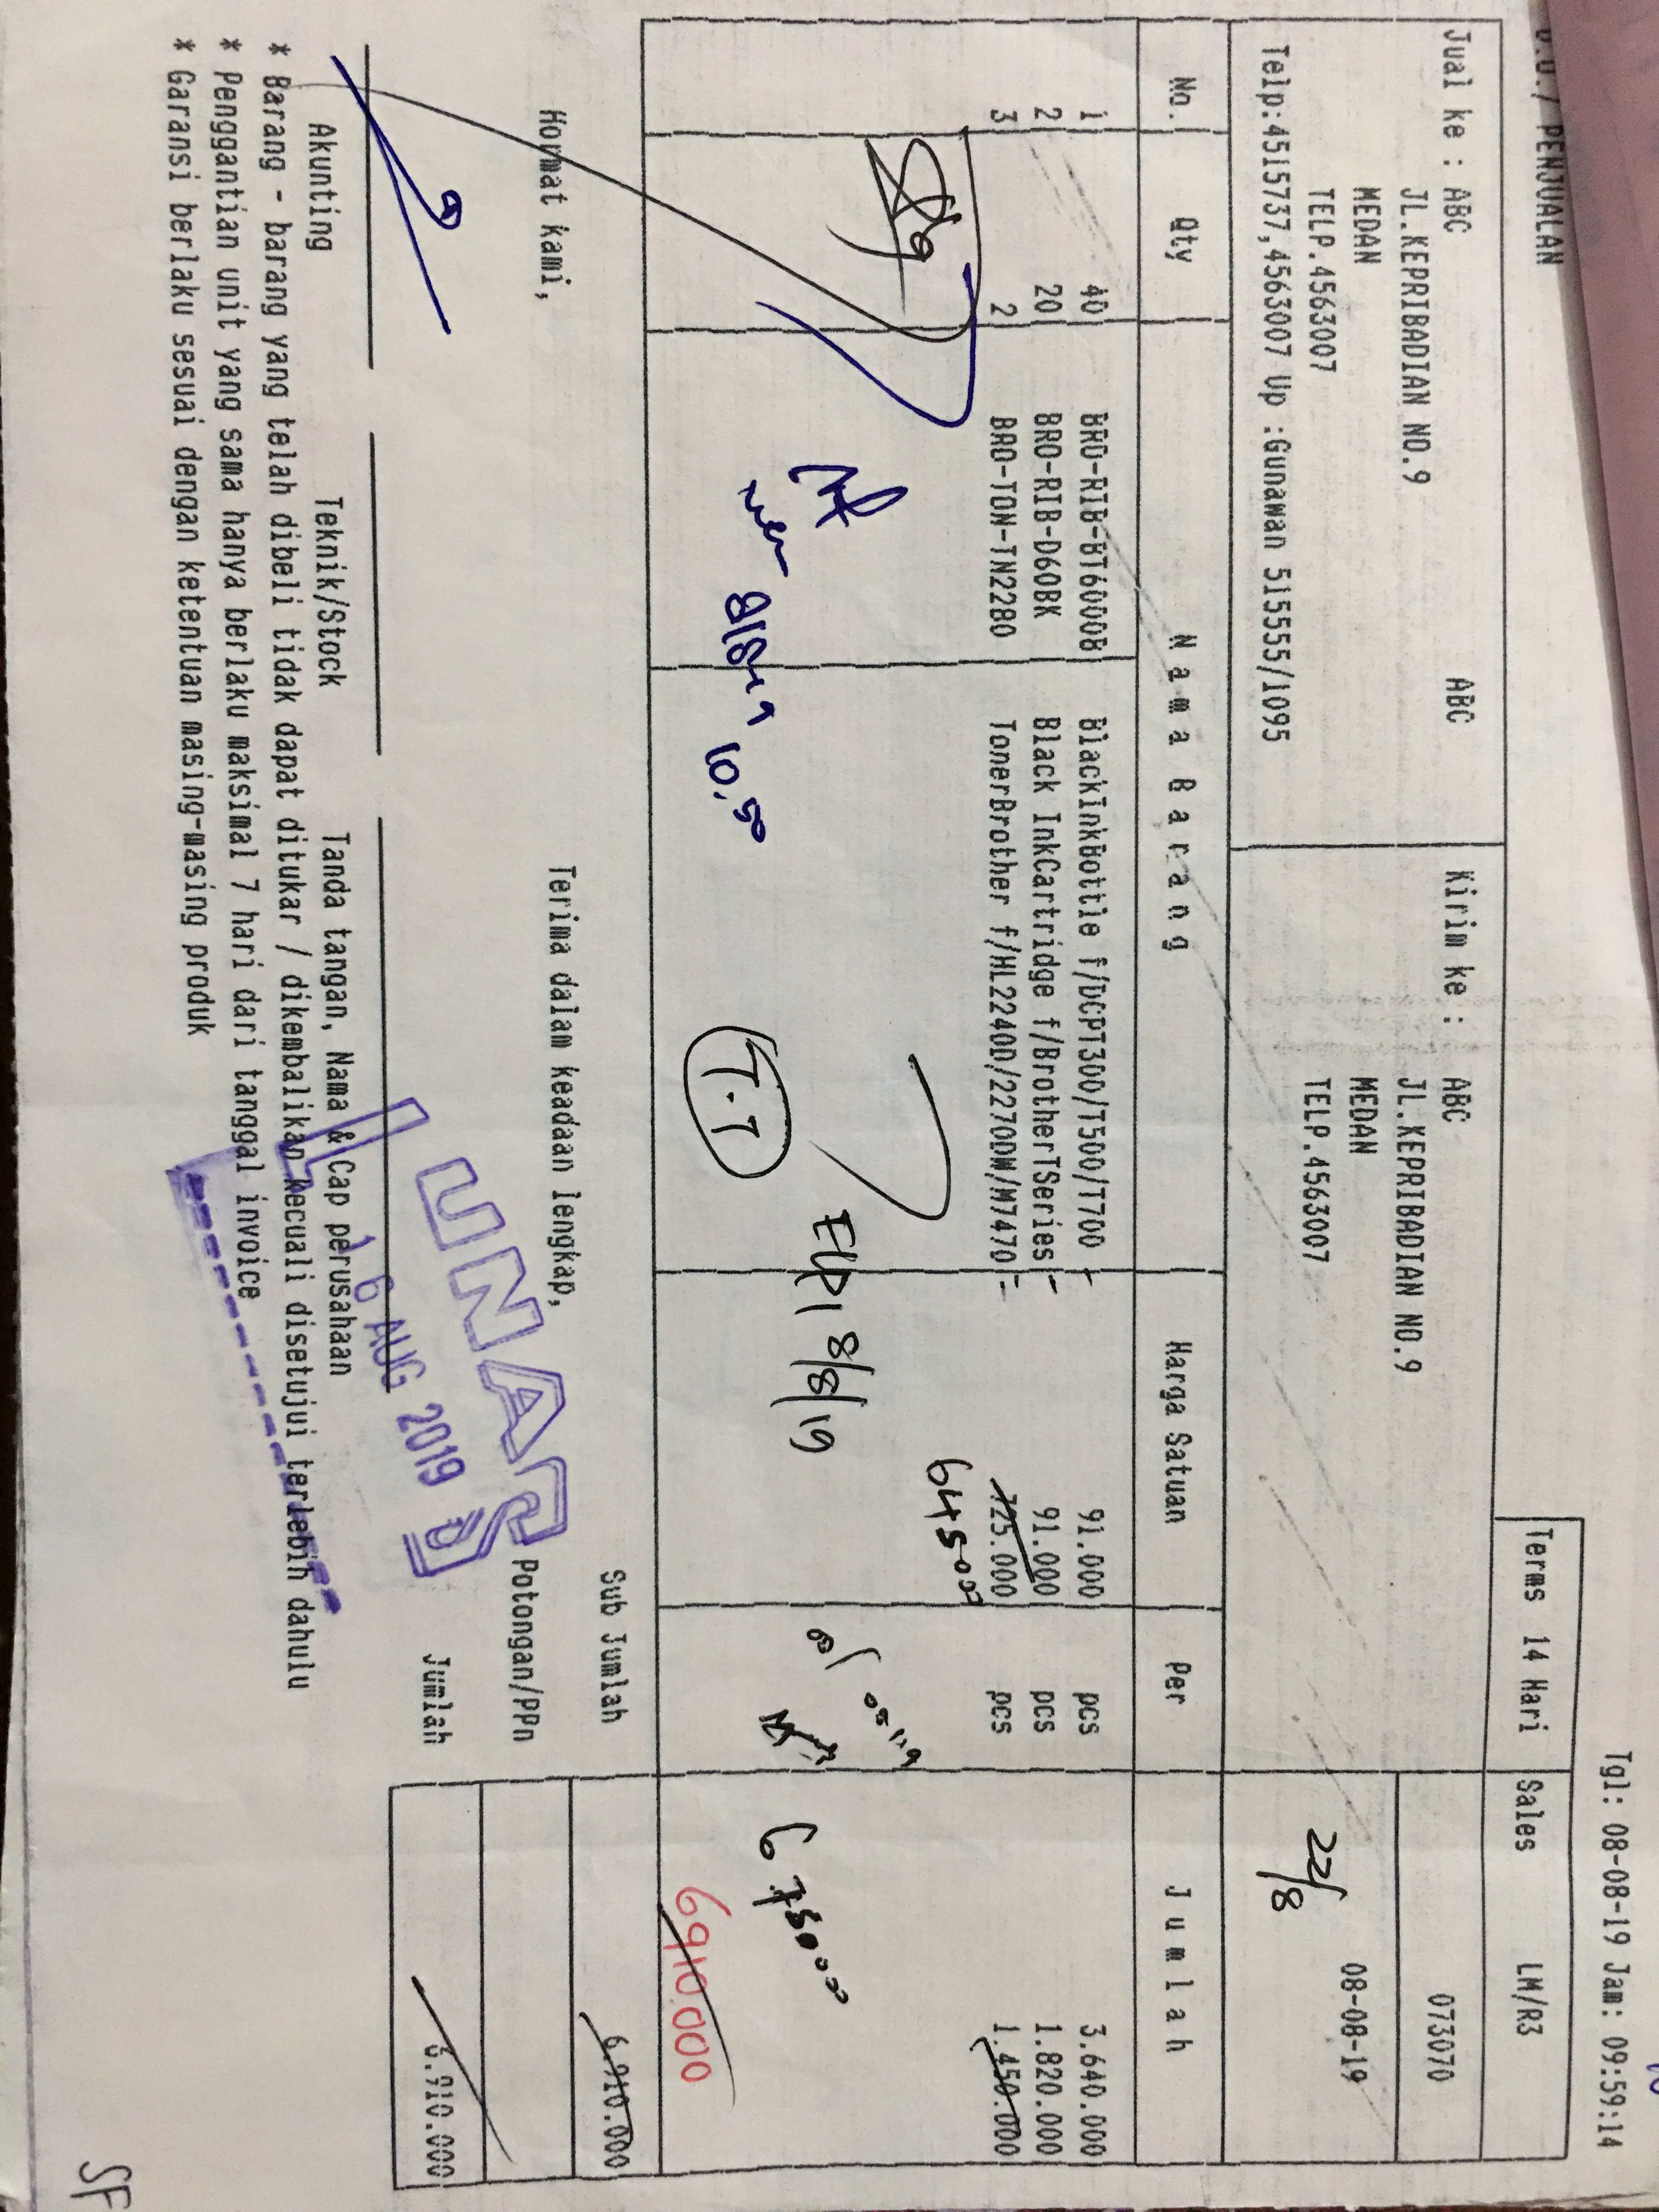 D.O./ PENJUALAN
Tgl: 08-08-19 Jam: 09:59:14
Terms 14 Hari Sales LM/R3
Jual ke : ABC ABC
JL.KEPRIBADIAN NO.9
MEDAN
TELP.4563007
Telp:4515737,4563007 Up :Gunawan 515555/1095
Kirim ke : ABC
JL.KEPRIBADIAN NO.9
MEDAN
TELP.4563007
073070
08-08-19
22/8
No. Qty Nama Barang Harga Satuan Per Jumlah
1 40 BRO-RIB-BT6000B BlackInkBottle f/DCPT300/T500/T700 91.000 pcs 3.640.000
2 20 BRO-RIB-D60BK Black InkCartridge f/BrotherTSeries 91.000 pcs 1.820.000
3 2 BRO-TON-TN2280 TonerBrother f/HL2240D/2270DW/M7470 725.000 pcs 1.450.000
645000
8/8/19
T.T
10,50
6750000
6910.000
Sub Jumlah 6.910.000
Potongan/PPn
Jumlah 6.910.000
Hormat kami, Terima dalam keadaan lengkap,
LUNAS
16 AUG 2019
Akunting Teknik/Stock Tanda tangan, Nama & Cap perusahaan
* Barang - barang yang telah dibeli tidak dapat ditukar / dikembalikan kecuali disetujui terlebih dahulu
* Penggantian unit yang sama hanya berlaku maksimal 7 hari dari tanggal invoice
* Garansi berlaku sesuai dengan ketentuan masing-masing produk
SF